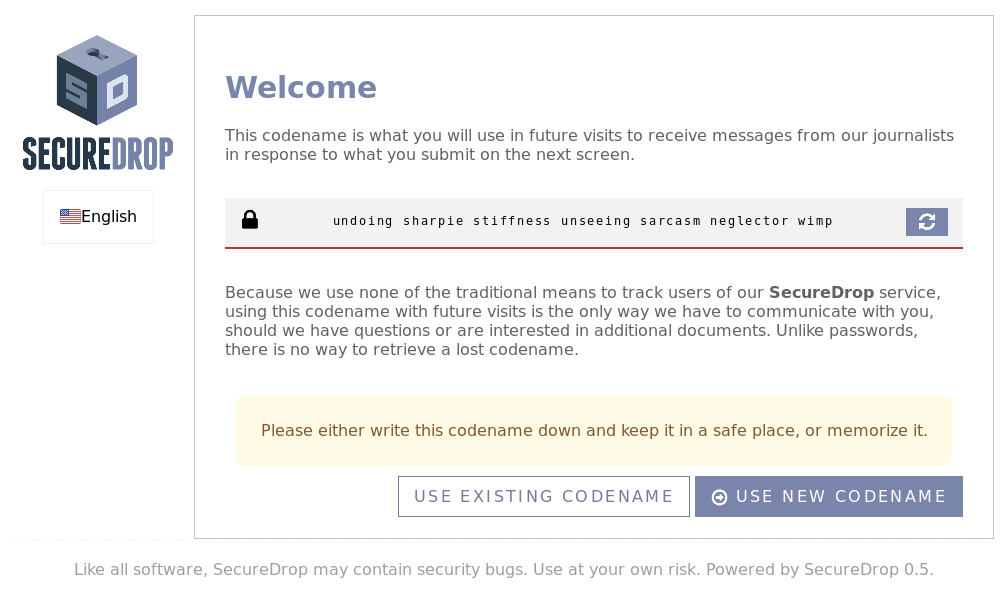 SD
SECUREDROP
English
Welcome
This codename is what you will use in future visits to receive messages from our journalists
in response to what you submit on the next screen.
undoing sharpie stiffness unseeing sarcasm neglector wimp
Because we use none of the traditional means to track users of our SecureDrop service,
using this codename with future visits is the only way we have to communicate with you,
should we have questions or are interested in additional documents. Unlike passwords,
there is no way to retrieve a lost codename.
Please either write this codename down and keep it in a safe place, or memorize it.
USE EXISTING CODENAME
USE NEW CODENAME
Like all software, SecureDrop may contain security bugs. Use at your own risk. Powered by SecureDrop 0.5.